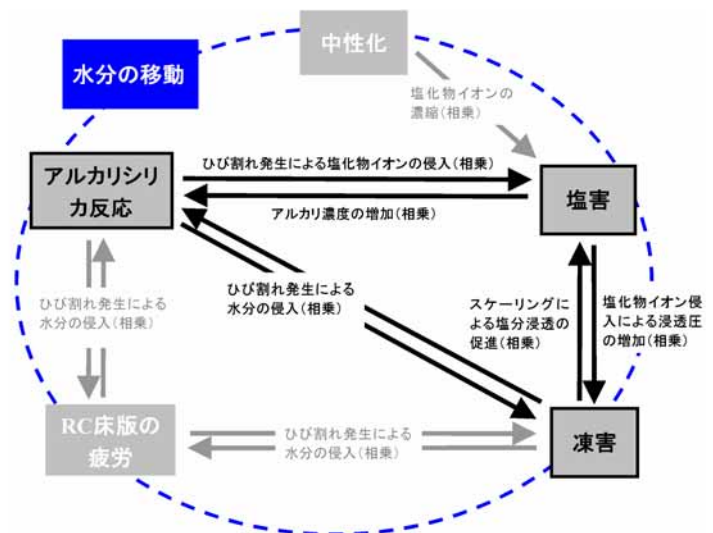 中性化
水分の移動
塩化物イオンの
濃縮(相乗)
ひび割れ発生による塩化物イオンの侵入(相乗)
アルカリシリ
カ反応
塩害
アルカリ濃度の増加(相乗)
ひび割れ発生による
水分の侵入(相乗)
ひび割れ発生による
水分の侵入(相乗)
スケーリングに
よる塩分浸透の
促進(相乗)
塩化物イオン侵
入による浸透圧
の増加(相乗)
RC床版の
疲労
ひび割れ発生による
水分の侵入(相乗)
凍害